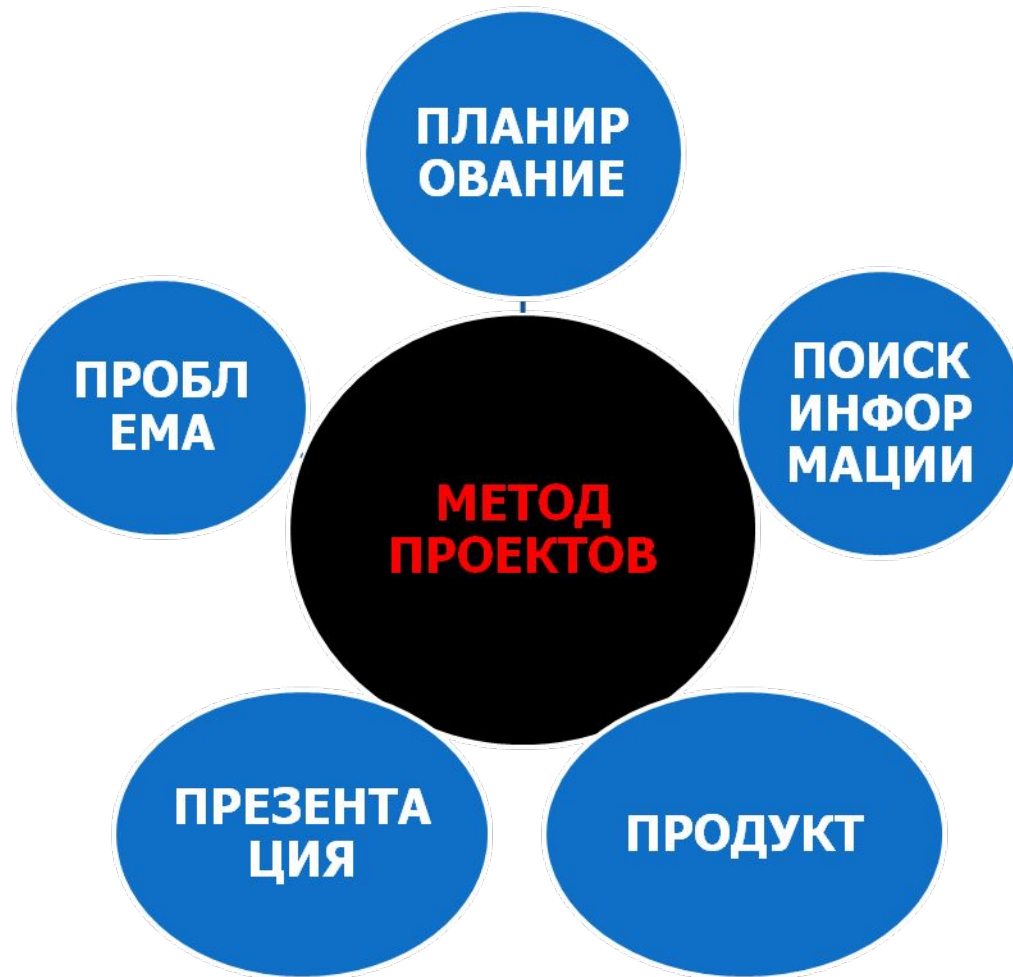 ПЛАНИР
ОВАНИЕ
ПРОБЛ
ЕМА
ПОИСК
ИНФОР
МАЦИИ
МЕТОД
ПРОЕКТОВ
ПРЕЗЕНТА
ЦИЯ
ПРОДУКТ